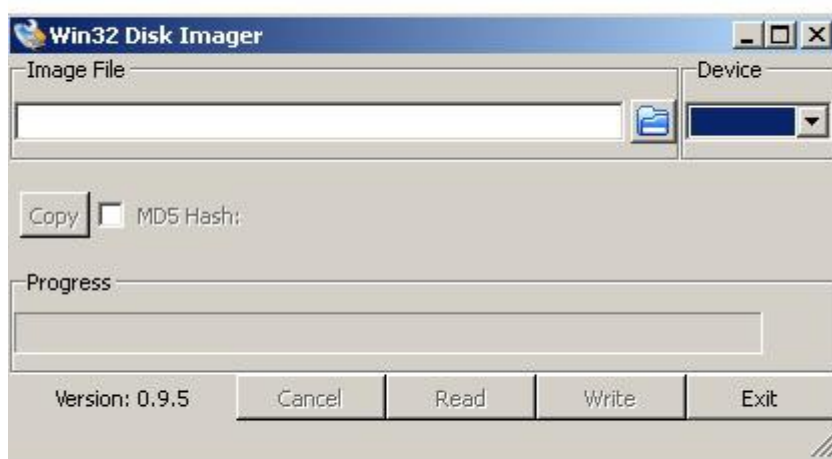 Win32 Disk Imager
Image File
Device
Copy
MD5 Hash:
Progress
Version: 0.9.5
Cancel
Read
Write
Exit